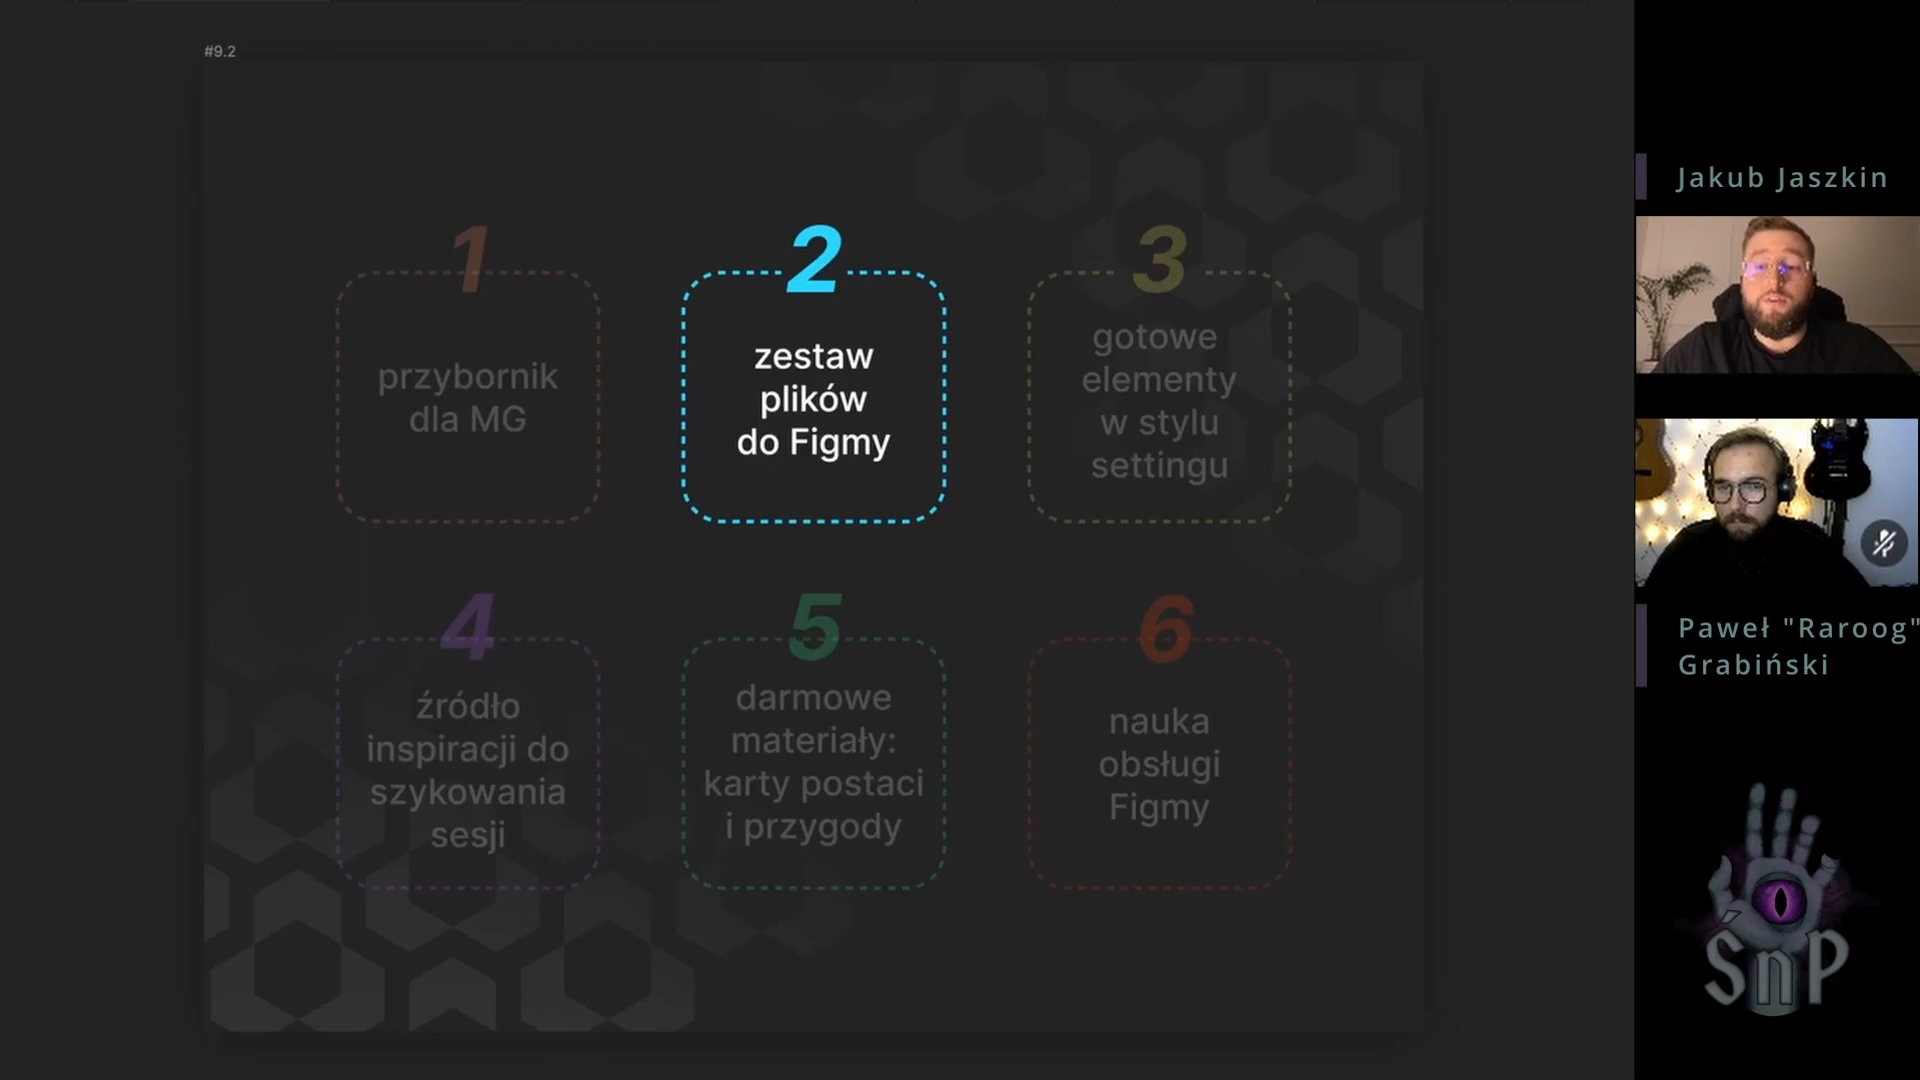 #9.2
1
przybornik
dla MG
2
zestaw
plików
do Figmy
3
gotowe
elementy
w stylu
settingu
4
źródło
inspiracji do
szykowania
sesji
5
darmowe
materiały:
karty postaci
i przygody
6
nauka
obsługi
Figmy
Jakub Jaszkin
Paweł "Raroog"
Grabiński
ŚnP